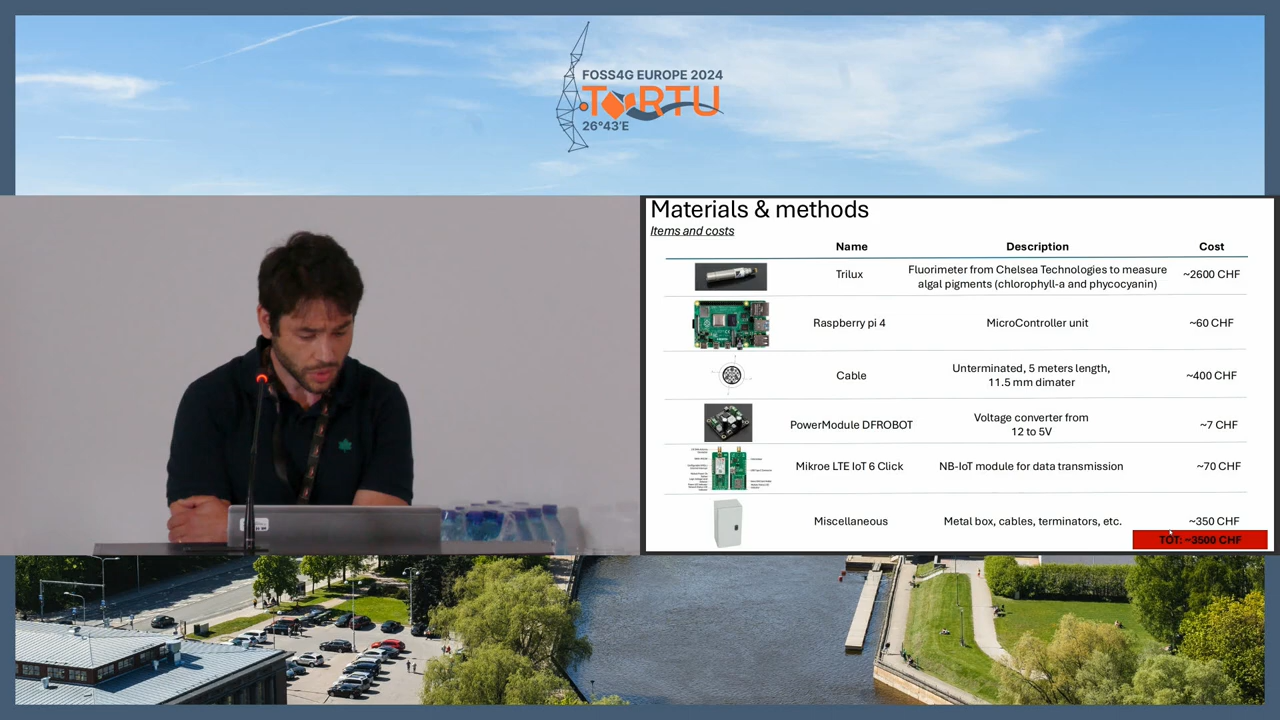 FOSS4G EUROPE 2024
TARTU
26°43'E
Materials & methods
Items and costs
Name Description Cost
Trilux Fluorimeter from Chelsea Technologies to measure algal pigments (chlorophyll-a and phycocyanin) ~2600 CHF
Raspberry pi 4 MicroController unit ~60 CHF
Cable Unterminated, 5 meters length, 11.5 mm dimater ~400 CHF
PowerModule DFROBOT Voltage converter from 12 to 5V ~7 CHF
Mikroe LTE IoT 6 Click NB IoT module for data transmission ~70 CHF
Miscellaneous Metal box, cables, terminators, etc. ~350 CHF
TOT: ~3500 CHF